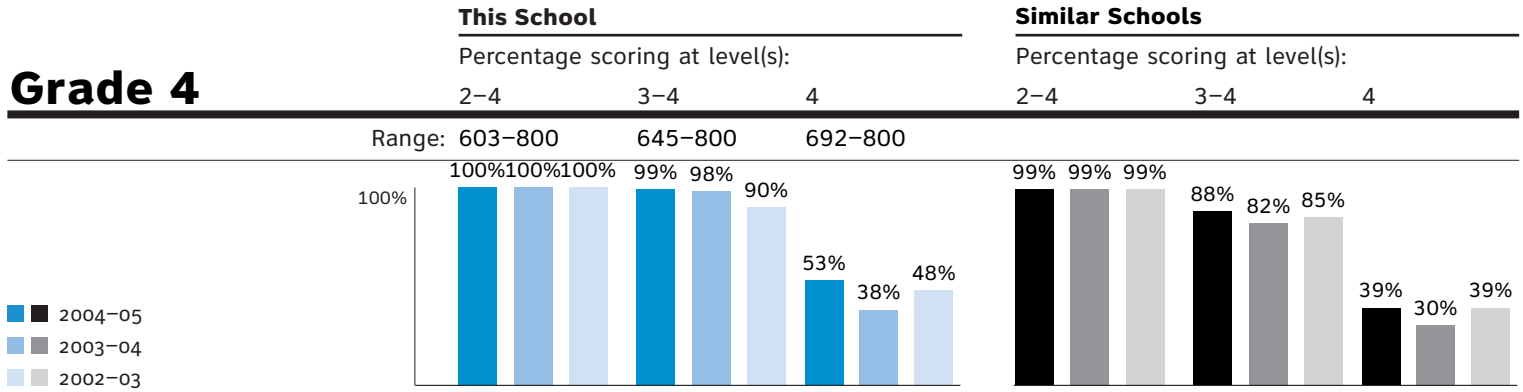 This School Similar Schools
Percentage scoring at level(s): Percentage scoring at level(s):
Grade 4 2–4 3–4 4 2–4 3–4 4
Range: 603–800 645–800 692–800
100% 100% 100% 99% 98% 90% 53% 38% 48% 99% 99% 99% 88% 82% 85% 39% 30% 39%
100%
2004–05
2003–04
2002–03